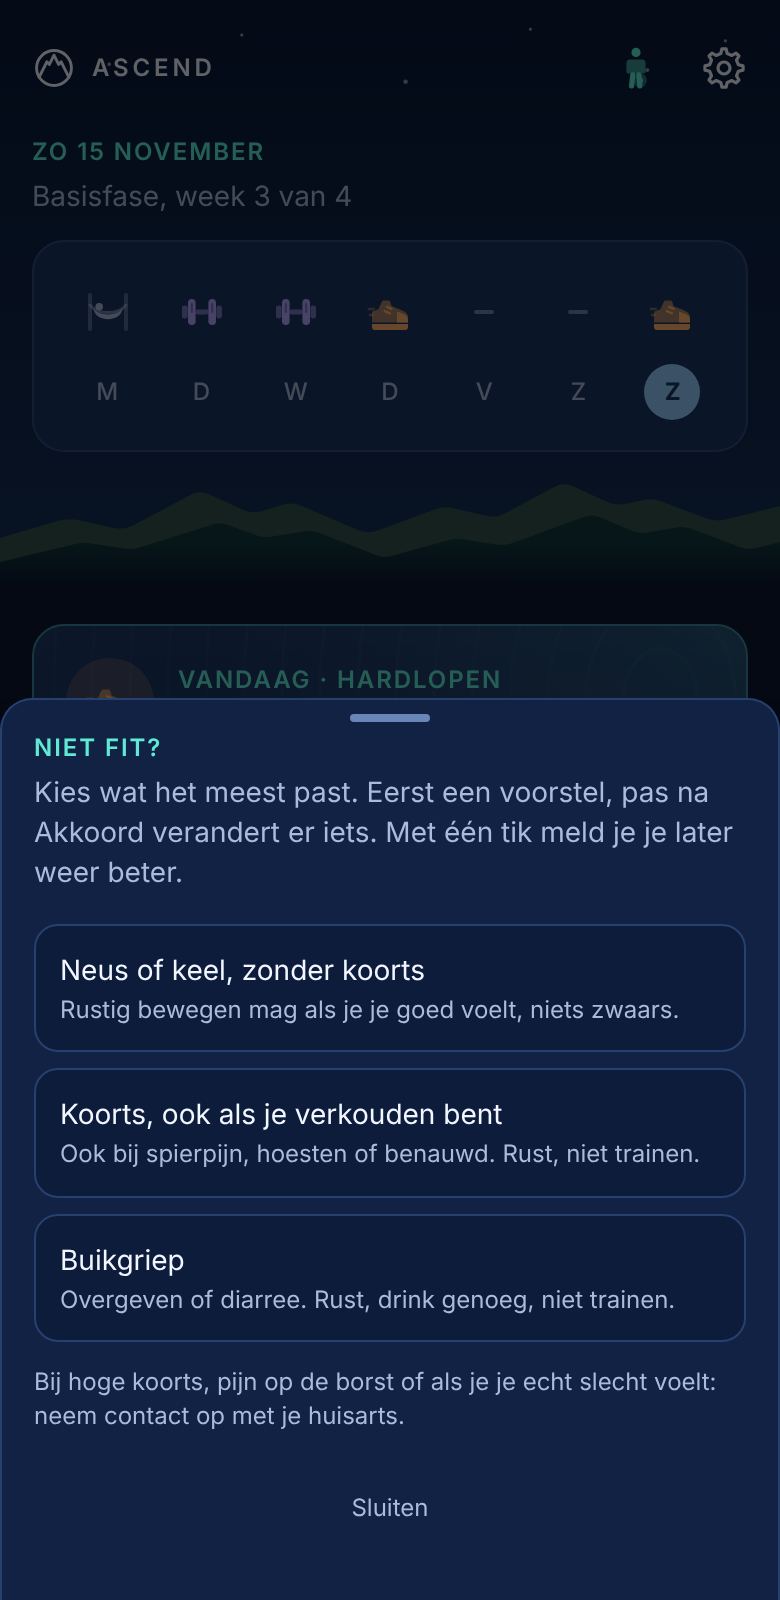 ASCEND
ZO 15 NOVEMBER
Basisfase, week 3 van 4
M D W D V Z Z
VANDAAG · HARDLOPEN
NIET FIT?
Kies wat het meest past. Eerst een voorstel, pas na
Akkoord verandert er iets. Met één tik meld je je later
weer beter.
Neus of keel, zonder koorts
Rustig bewegen mag als je je goed voelt, niets zwaars.
Koorts, ook als je verkouden bent
Ook bij spierpijn, hoesten of benauwd. Rust, niet trainen.
Buikgriep
Overgeven of diarree. Rust, drink genoeg, niet trainen.
Bij hoge koorts, pijn op de borst of als je je echt slecht voelt:
neem contact op met je huisarts.
Sluiten